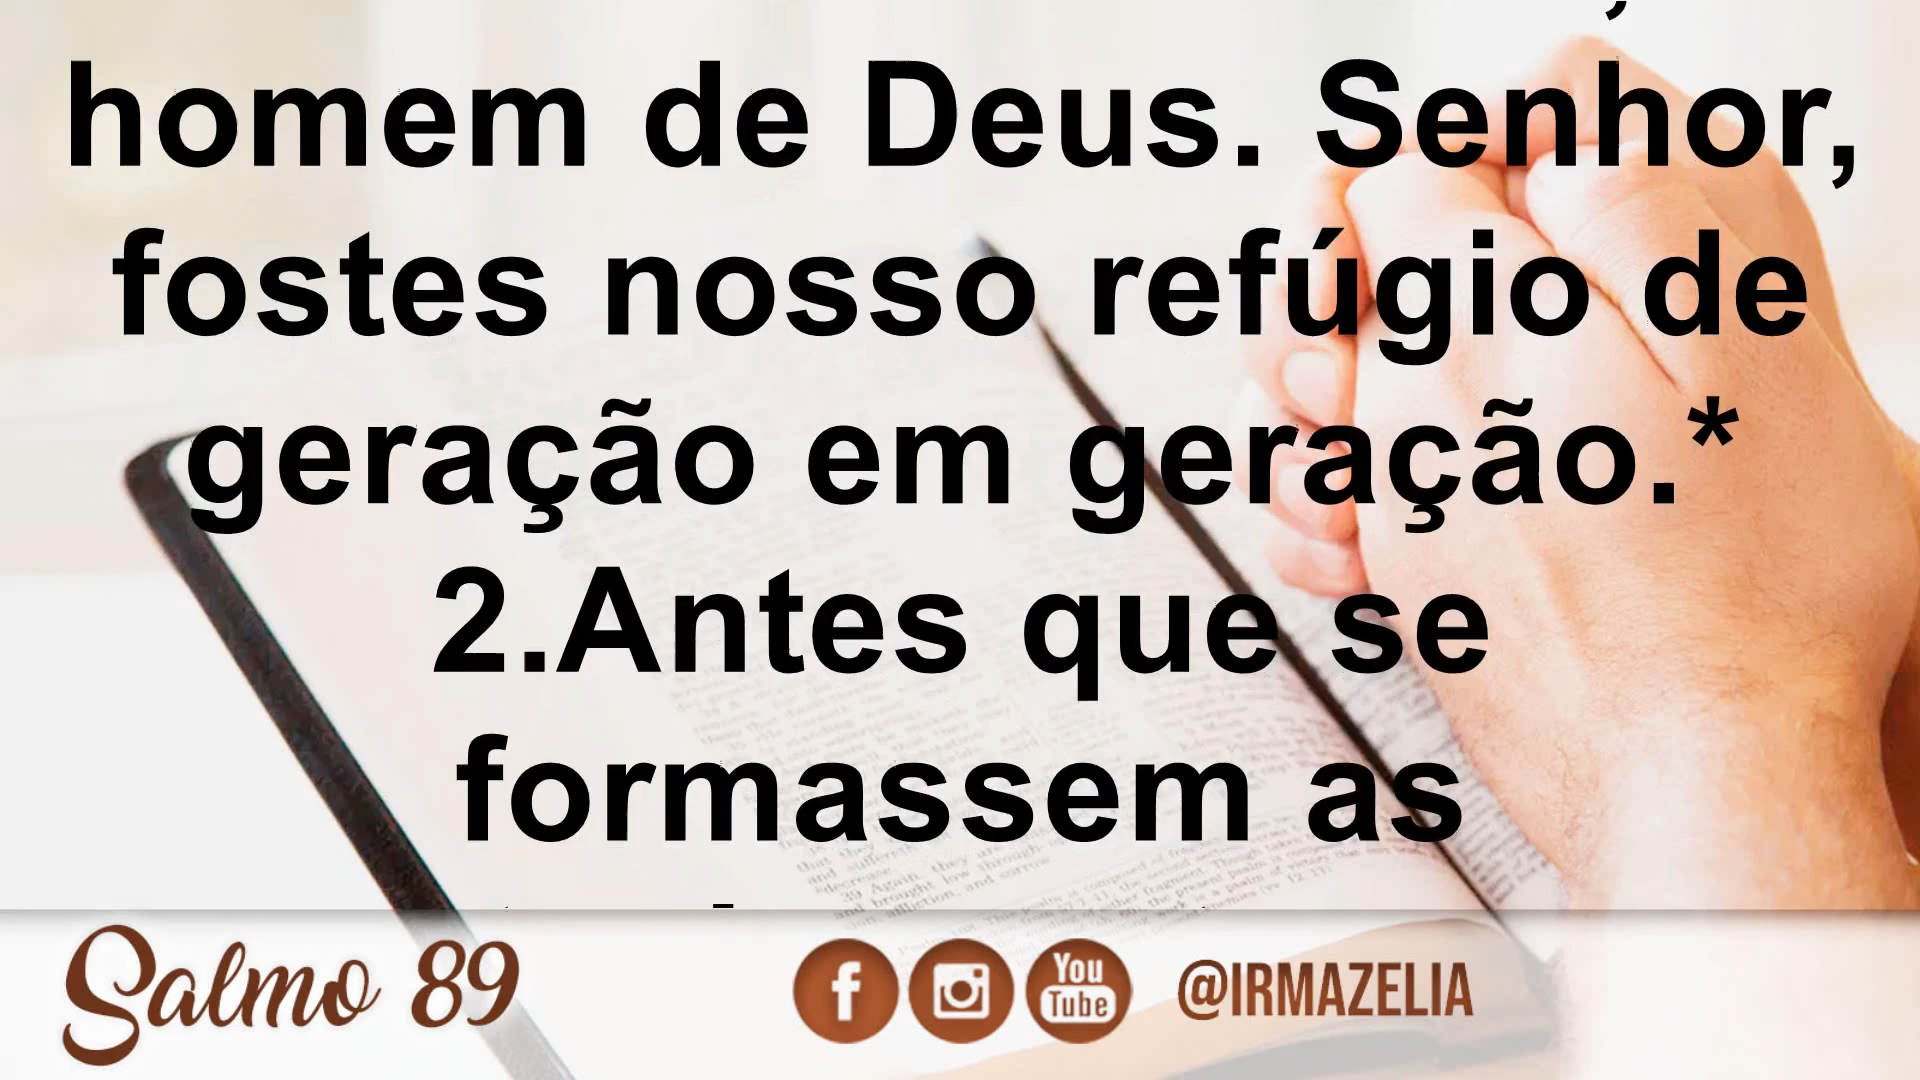 homem de Deus. Senhor,
fostes nosso refúgio de
geração em geração.*
2.Antes que se
formassem as
Salmo 89
You
Tube
@IRMAZELIA